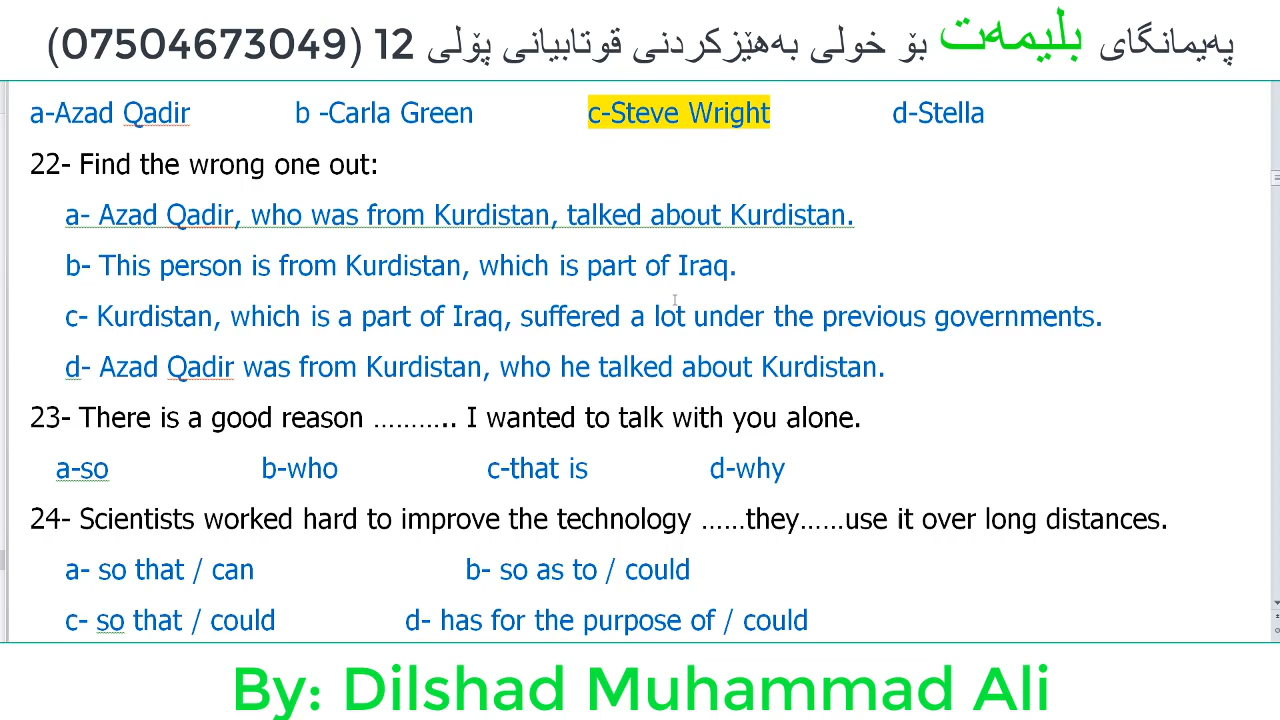 پەیمانگای بلیمەت بۆ خولی بەهێزکردنی قوتابیانی پۆلی 12 (07504673049)
a-Azad Qadir b -Carla Green c-Steve Wright d-Stella
22- Find the wrong one out:
a- Azad Qadir, who was from Kurdistan, talked about Kurdistan.
b- This person is from Kurdistan, which is part of Iraq.
c- Kurdistan, which is a part of Iraq, suffered a lot under the previous governments.
d- Azad Qadir was from Kurdistan, who he talked about Kurdistan.
23- There is a good reason ……….. I wanted to talk with you alone.
a-so b-who c-that is d-why
24- Scientists worked hard to improve the technology ……they……use it over long distances.
a- so that / can b- so as to / could
c- so that / could d- has for the purpose of / could
By: Dilshad Muhammad Ali